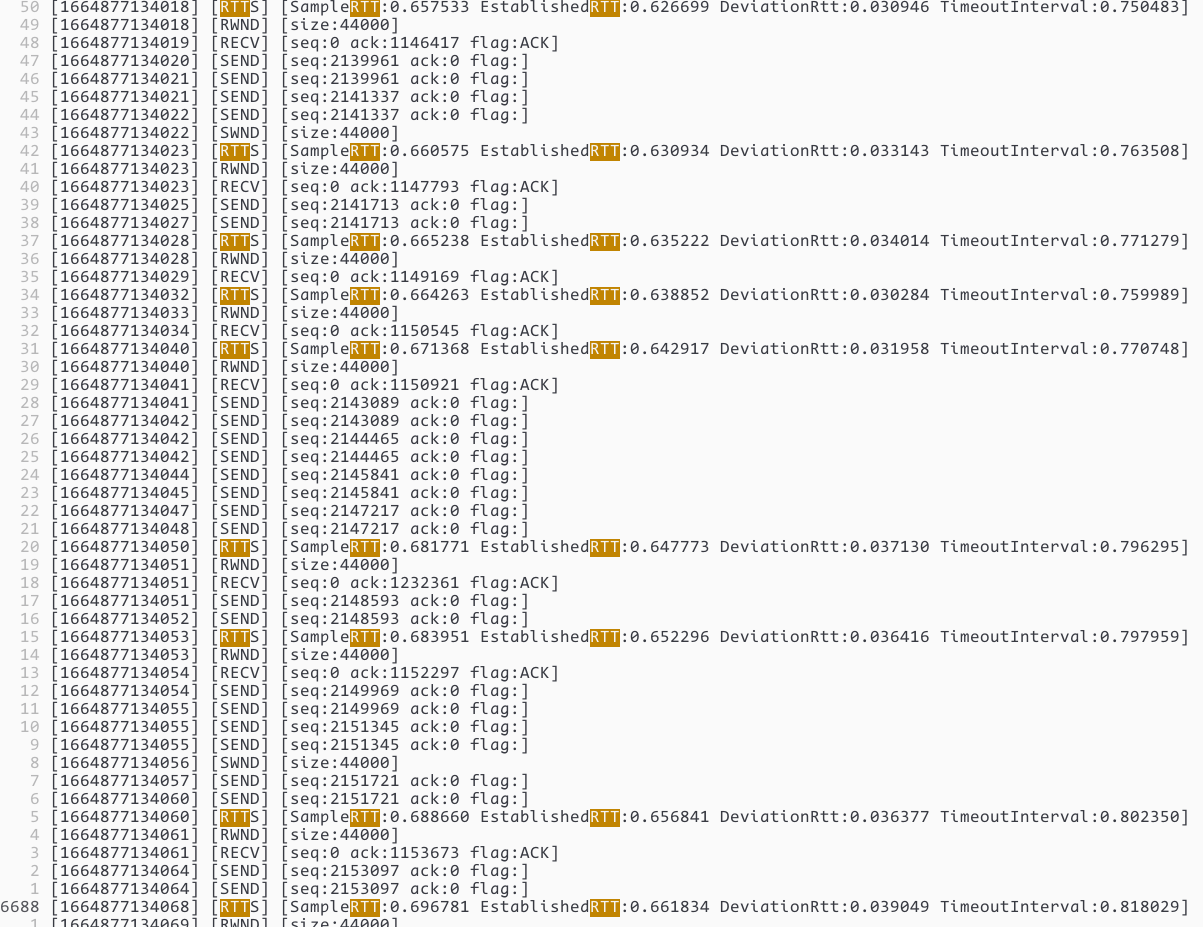 50 [1664877134018] [RTTS] [SampleRTT:0.657533 EstablishedRTT:0.626699 DeviationRtt:0.030946 TimeoutInterval:0.750483]
49 [1664877134018] [RWND] [size:44000]
48 [1664877134019] [RECV] [seq:0 ack:1146417 flag:ACK]
47 [1664877134020] [SEND] [seq:2139961 ack:0 flag:]
46 [1664877134021] [SEND] [seq:2139961 ack:0 flag:]
45 [1664877134021] [SEND] [seq:2141337 ack:0 flag:]
44 [1664877134022] [SEND] [seq:2141337 ack:0 flag:]
43 [1664877134022] [SWND] [size:44000]
42 [1664877134023] [RTTS] [SampleRTT:0.660575 EstablishedRTT:0.630934 DeviationRtt:0.033143 TimeoutInterval:0.763508]
41 [1664877134023] [RWND] [size:44000]
40 [1664877134023] [RECV] [seq:0 ack:1147793 flag:ACK]
39 [1664877134025] [SEND] [seq:2141713 ack:0 flag:]
38 [1664877134027] [SEND] [seq:2141713 ack:0 flag:]
37 [1664877134028] [RTTS] [SampleRTT:0.665238 EstablishedRTT:0.635222 DeviationRtt:0.034014 TimeoutInterval:0.771279]
36 [1664877134028] [RWND] [size:44000]
35 [1664877134029] [RECV] [seq:0 ack:1149169 flag:ACK]
34 [1664877134032] [RTTS] [SampleRTT:0.664263 EstablishedRTT:0.638852 DeviationRtt:0.030284 TimeoutInterval:0.759989]
33 [1664877134033] [RWND] [size:44000]
32 [1664877134034] [RECV] [seq:0 ack:1150545 flag:ACK]
31 [1664877134040] [RTTS] [SampleRTT:0.671368 EstablishedRTT:0.642917 DeviationRtt:0.031958 TimeoutInterval:0.770748]
30 [1664877134040] [RWND] [size:44000]
29 [1664877134041] [RECV] [seq:0 ack:1150921 flag:ACK]
28 [1664877134041] [SEND] [seq:2143089 ack:0 flag:]
27 [1664877134042] [SEND] [seq:2143089 ack:0 flag:]
26 [1664877134042] [SEND] [seq:2144465 ack:0 flag:]
25 [1664877134042] [SEND] [seq:2144465 ack:0 flag:]
24 [1664877134044] [SEND] [seq:2145841 ack:0 flag:]
23 [1664877134045] [SEND] [seq:2145841 ack:0 flag:]
22 [1664877134047] [SEND] [seq:2147217 ack:0 flag:]
21 [1664877134048] [SEND] [seq:2147217 ack:0 flag:]
20 [1664877134050] [RTTS] [SampleRTT:0.681771 EstablishedRTT:0.647773 DeviationRtt:0.037130 TimeoutInterval:0.796295]
19 [1664877134051] [RWND] [size:44000]
18 [1664877134051] [RECV] [seq:0 ack:1232361 flag:ACK]
17 [1664877134051] [SEND] [seq:2148593 ack:0 flag:]
16 [1664877134052] [SEND] [seq:2148593 ack:0 flag:]
15 [1664877134053] [RTTS] [SampleRTT:0.683951 EstablishedRTT:0.652296 DeviationRtt:0.036416 TimeoutInterval:0.797959]
14 [1664877134053] [RWND] [size:44000]
13 [1664877134054] [RECV] [seq:0 ack:1152297 flag:ACK]
12 [1664877134054] [SEND] [seq:2149969 ack:0 flag:]
11 [1664877134055] [SEND] [seq:2149969 ack:0 flag:]
10 [1664877134055] [SEND] [seq:2151345 ack:0 flag:]
9 [1664877134055] [SEND] [seq:2151345 ack:0 flag:]
8 [1664877134056] [SWND] [size:44000]
7 [1664877134057] [SEND] [seq:2151721 ack:0 flag:]
6 [1664877134060] [SEND] [seq:2151721 ack:0 flag:]
5 [1664877134060] [RTTS] [SampleRTT:0.688660 EstablishedRTT:0.656841 DeviationRtt:0.036377 TimeoutInterval:0.802350]
4 [1664877134061] [RWND] [size:44000]
3 [1664877134061] [RECV] [seq:0 ack:1153673 flag:ACK]
2 [1664877134064] [SEND] [seq:2153097 ack:0 flag:]
1 [1664877134064] [SEND] [seq:2153097 ack:0 flag:]
6688 [1664877134068] [RTTS] [SampleRTT:0.696781 EstablishedRTT:0.661834 DeviationRtt:0.039049 TimeoutInterval:0.818029]
1 [1664877134069] [RWND] [size:44000]